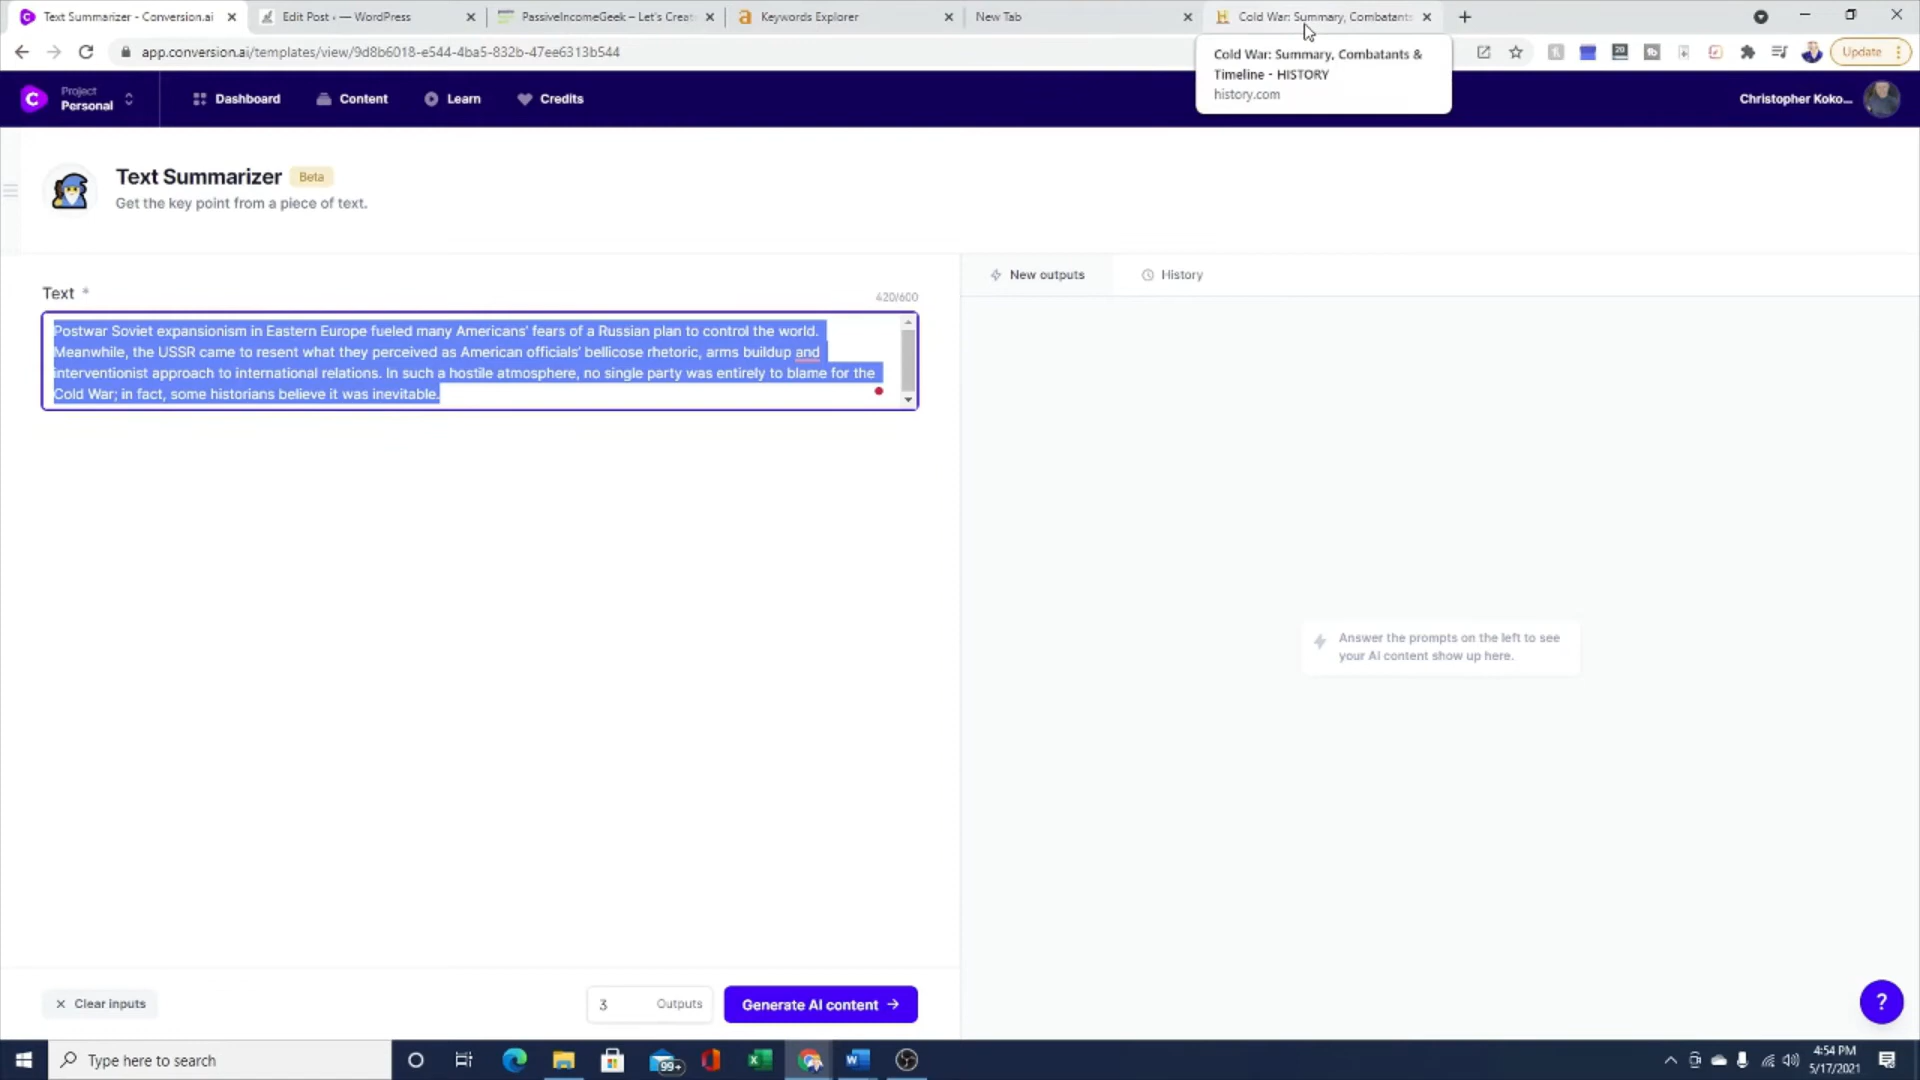 Text Summarizer - Conversion.ai
Edit Post ‹ — WordPress
PassiveIncomeGeek – Let's Creat
Keywords Explorer
New Tab
Cold War: Summary, Combatants
app.conversion.ai/templates/view/9d8b6018-e544-4ba5-832b-47ee6313b544
Update
Cold War: Summary, Combatants &
Timeline - HISTORY
history.com
Project
Personal
Dashboard
Content
Learn
Credits
Christopher Koko...
Text Summarizer
Beta
Get the key point from a piece of text.
New outputs
History
Text *
420/600
Postwar Soviet expansionism in Eastern Europe fueled many Americans' fears of a Russian plan to control the world.
Meanwhile, the USSR came to resent what they perceived as American officials' bellicose rhetoric, arms buildup and
interventionist approach to international relations. In such a hostile atmosphere, no single party was entirely to blame for the
Cold War; in fact, some historians believe it was inevitable.
Answer the prompts on the left to see
your AI content show up here.
Clear inputs
3
Outputs
Generate AI content →
?
Type here to search
99+
4:54 PM
5/17/2021